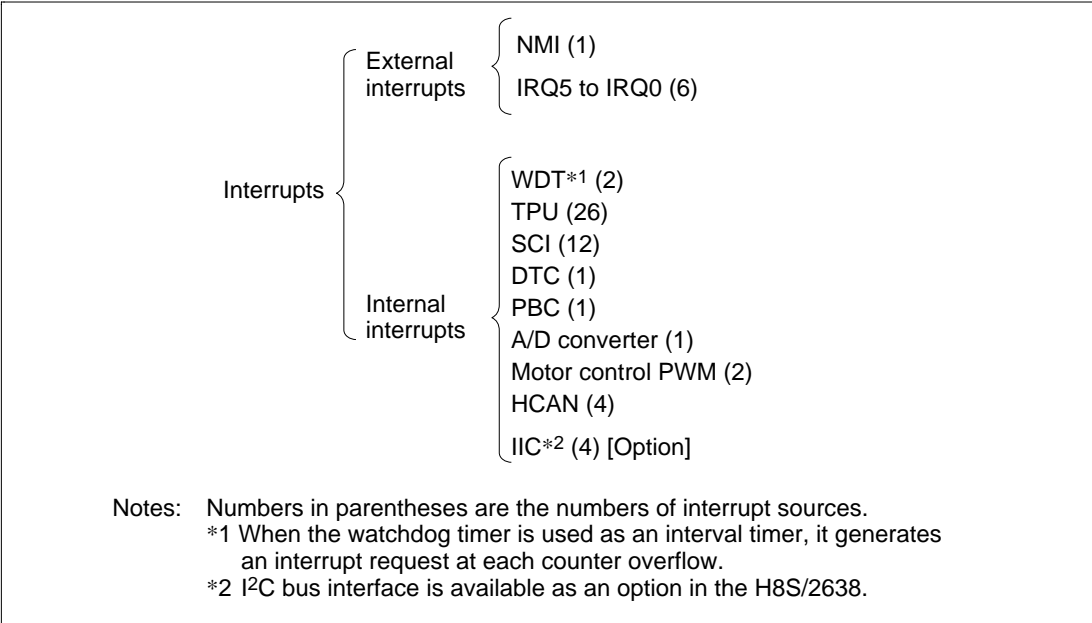 Interrupts
External
interrupts
NMI (1)
IRQ5 to IRQ0 (6)
Internal
interrupts
WDT*1 (2)
TPU (26)
SCI (12)
DTC (1)
PBC (1)
A/D converter (1)
Motor control PWM (2)
HCAN (4)
IIC*2 (4) [Option]
Notes: Numbers in parentheses are the numbers of interrupt sources.
*1 When the watchdog timer is used as an interval timer, it generates
an interrupt request at each counter overflow.
*2 I2C bus interface is available as an option in the H8S/2638.